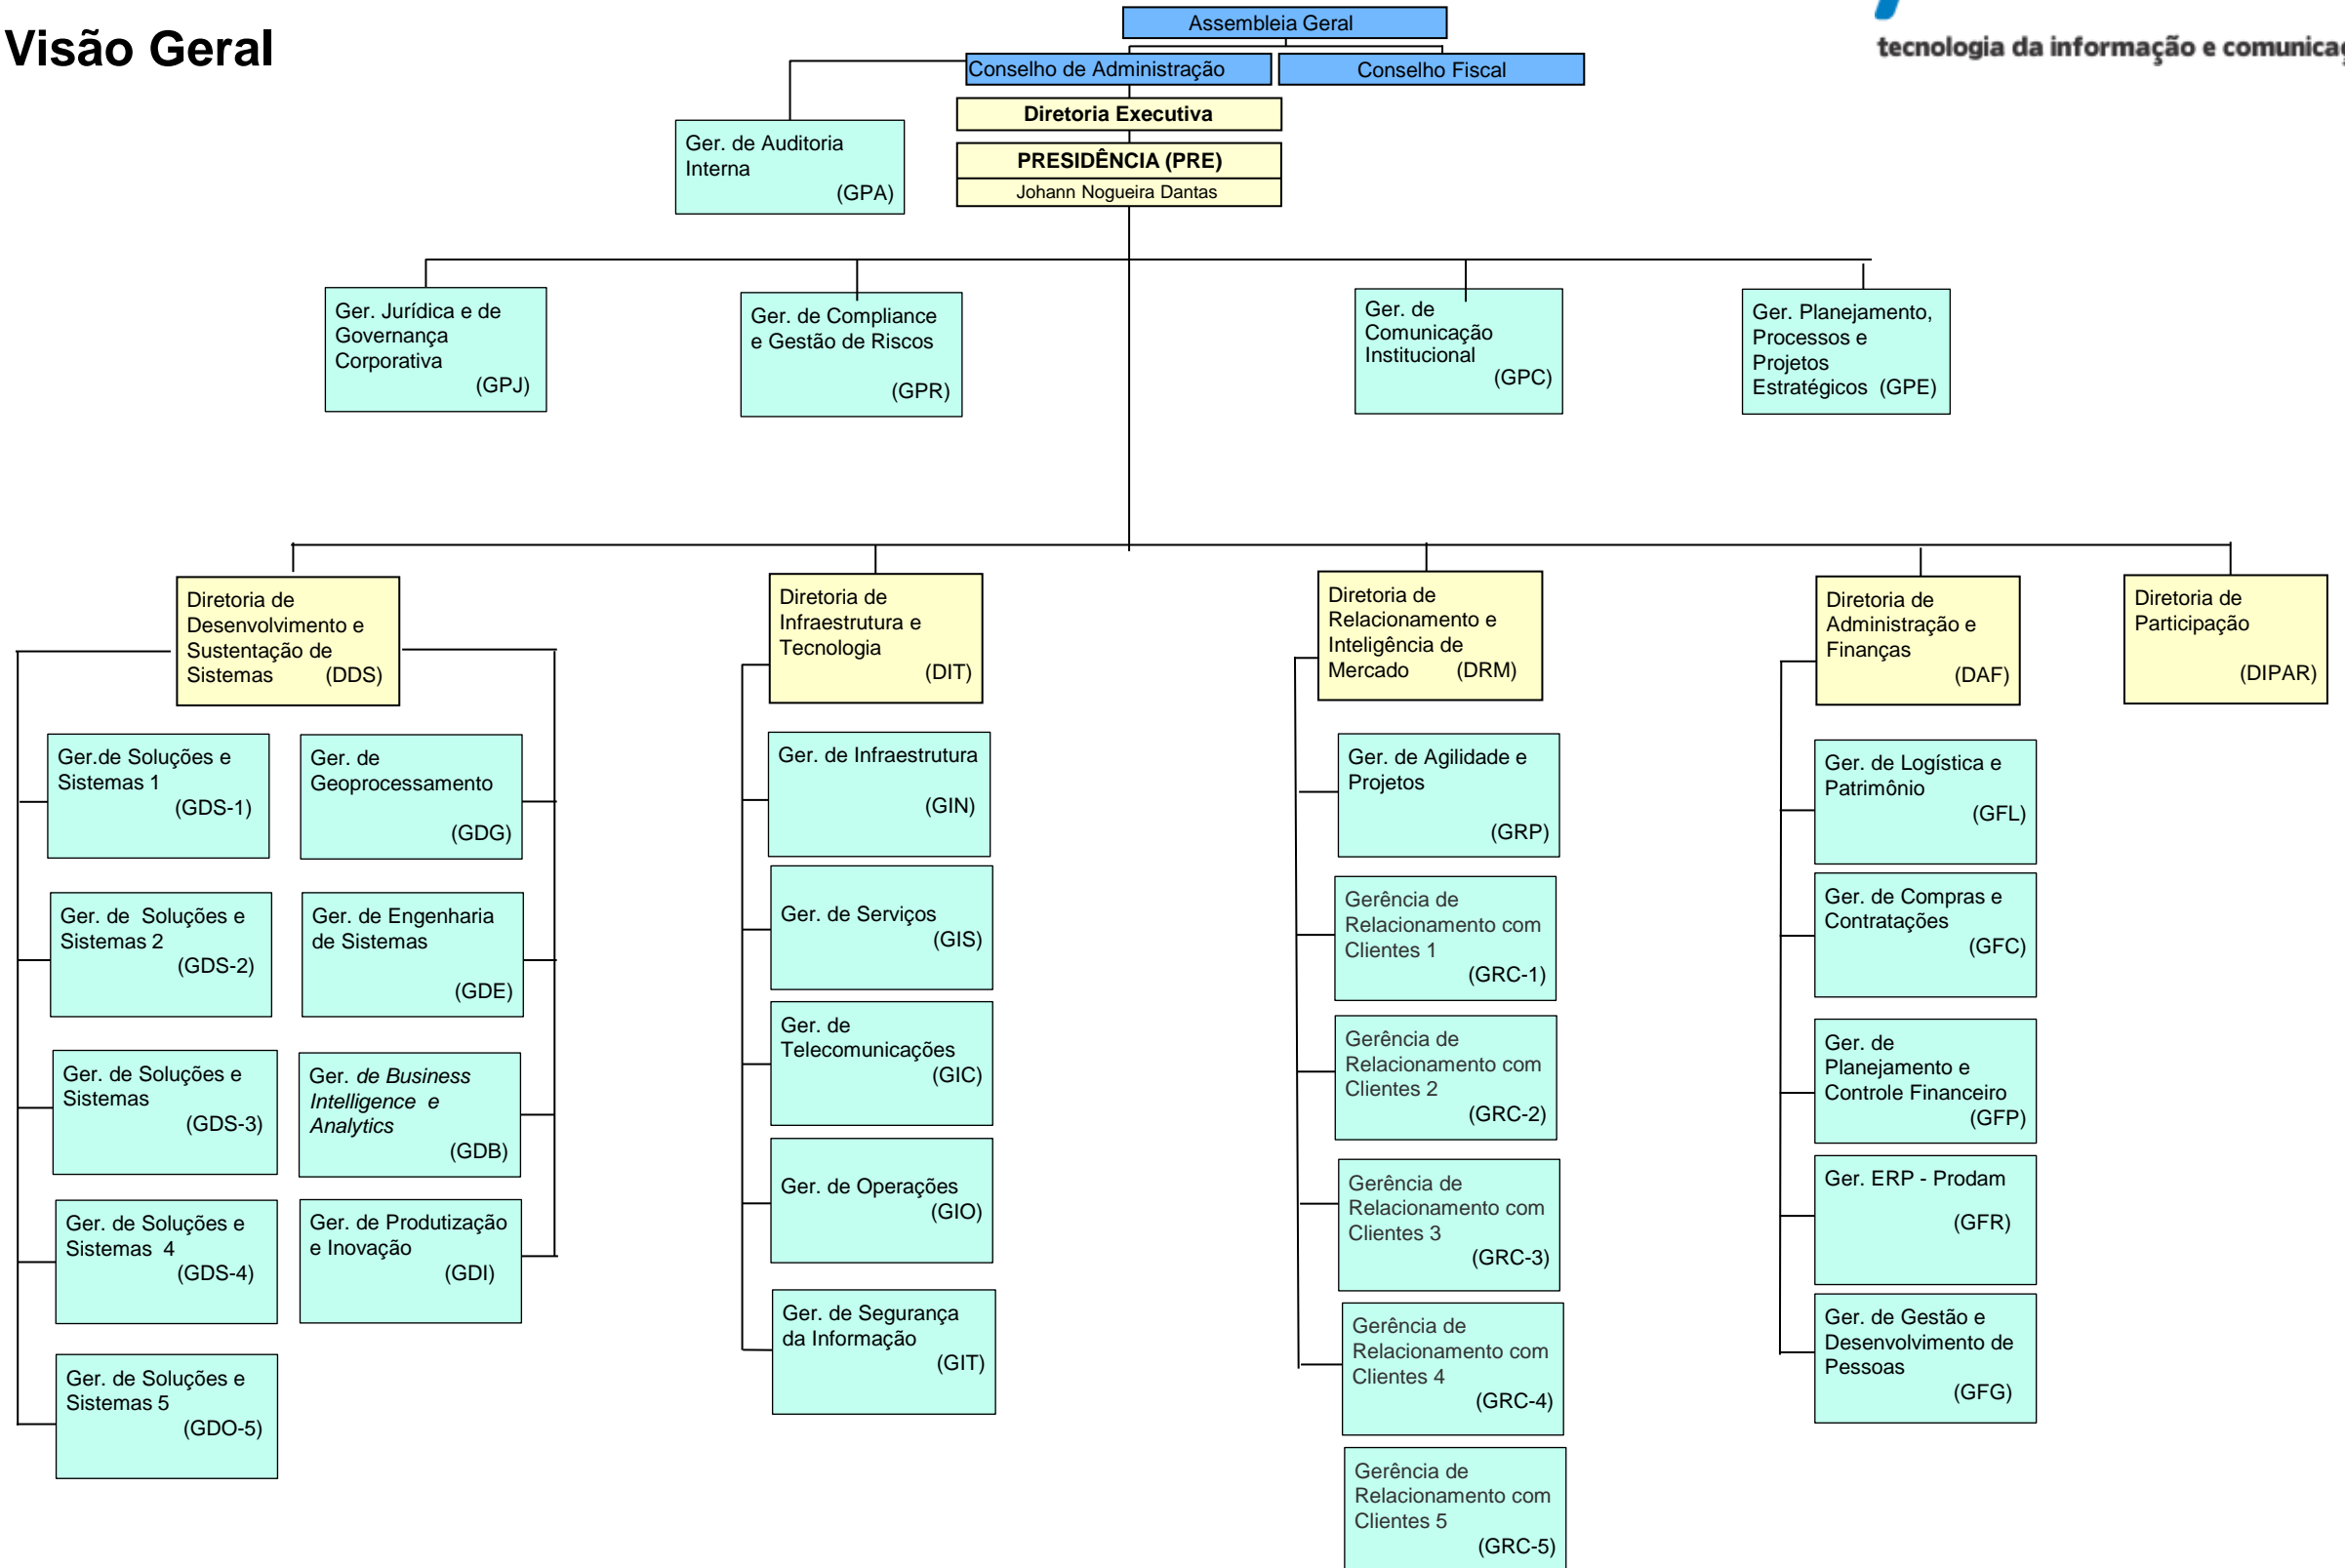 Visão Geral
tecnologia da informação e
Assembleia Geral
Conselho de Administração
Conselho Fiscal
Diretoria Executiva
PRESIDÊNCIA (PRE)
Johann Nogueira Dantas
Ger. de Auditoria
Interna
(GPA)
Ger. Jurídica e de
Governança
Corporativa
(GPJ)
Ger. de Compliance
e Gestão de Riscos
(GPR)
Ger. de
Comunicação
Institucional
(GPC)
Ger. Planejamento,
Processos e
Projetos
Estratégicos (GPE)
Diretoria de
Desenvolvimento e
Sustentação de
Sistemas (DDS)
Diretoria de
Infraestrutura e
Tecnologia
(DIT)
Diretoria de
Relacionamento e
Inteligência de
Mercado (DRM)
Diretoria de
Administração e
Finanças
(DAF)
Diretoria de
Participação
(DIPAR)
Ger.de Soluções e
Sistemas 1
(GDS-1)
Ger. de Soluções e
Sistemas 2
(GDS-2)
Ger. de Soluções e
Sistemas
(GDS-3)
Ger. de Soluções e
Sistemas 4
(GDS-4)
Ger. de Soluções e
Sistemas 5
(GDO-5)
Ger. de
Geoprocessamento
(GDG)
Ger. de Engenharia
de Sistemas
(GDE)
Ger. de Business
Intelligence e
Analytics
(GDB)
Ger. de Produtização
e Inovação
(GDI)
Ger. de Infraestrutura
(GIN)
Ger. de Serviços
(GIS)
Ger. de
Telecomunicações
(GIC)
Ger. de Operações
(GIO)
Ger. de Segurança
da Informação
(GIT)
Ger. de Agilidade e
Projetos
(GRP)
Gerência de
Relacionamento com
Clientes 1
(GRC-1)
Gerência de
Relacionamento com
Clientes 2
(GRC-2)
Gerência de
Relacionamento com
Clientes 3
(GRC-3)
Gerência de
Relacionamento com
Clientes 4
(GRC-4)
Gerência de
Relacionamento com
Clientes 5
(GRC-5)
Ger. de Logística e
Patrimônio
(GFL)
Ger. de Compras e
Contratações
(GFC)
Ger. de
Planejamento e
Controle Financeiro
(GFP)
Ger. ERP - Prodam
(GFR)
Ger. de Gestão e
Desenvolvimento de
Pessoas
(GFG)